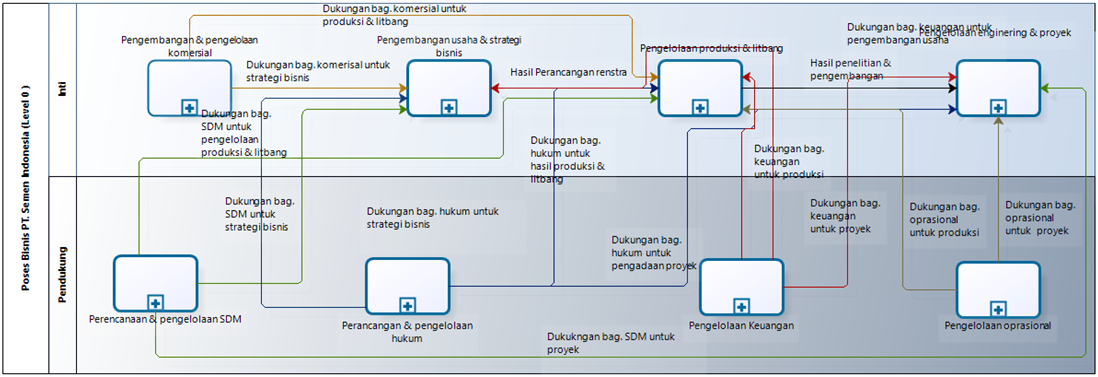 Poses Bisnis PT. Semen Indonesia (Level 0 )
Inti
Pendukung
Dukungan bag. komersial untuk
produksi & litbang
Pengembangan & pengelolaan
komersial
Pengembangan usaha & strategi
bisnis
Dukungan bag. komerisal untuk
strategi bisnis
Hasil Perancangan renstra
Pengelolaan produksi & litbang
Dukungan bag. keuangan untuk
pengembangan usaha
Pengelolaan enginering & proyek
Hasil penelitian &
pengembangan
Dukungan bag.
SDM untuk
pengelolaan
produksi & litbang
Dukungan bag.
hukum untuk
hasil produksi &
litbang
Dukungan bag.
keuangan
untuk produksi
Dukungan bag.
SDM untuk
strategi bisnis
Dukungan bag. hukum untuk
strategi bisnis
Dukungan bag.
hukum untuk
pengadaan proyek
Dukungan bag.
keuangan
untuk proyek
Dukungan bag.
oprasional
untuk produksi
Dukungan bag.
oprasional
untuk proyek
Perencanaan & pengelolaan SDM
Perancangan & pengelolaan
hukum
Pengelolaan Keuangan
Pengelolaan oprasional
Dukukngan bag. SDM untuk
proyek